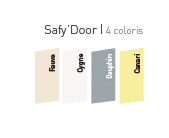 Safy'Door | 4 coloris
Fauve
Cygne
Dauphin
Canari